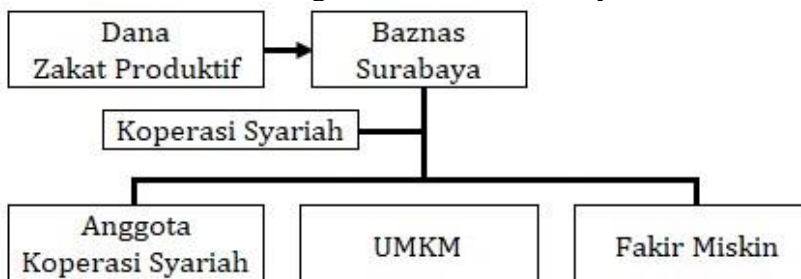 Dana
Zakat Produktif
Baznas
Surabaya
Koperasi Syariah
Anggota
Koperasi Syariah
UMKM
Fakir Miskin